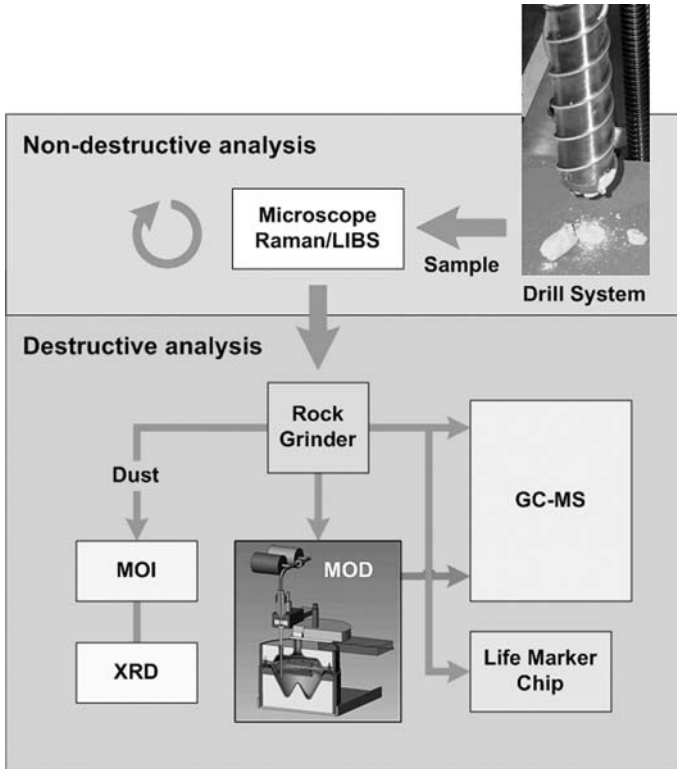 Non-destructive analysis
Microscope
Raman/LIBS
Sample
Drill System
Destructive analysis
Rock
Grinder
Dust
GC-MS
MOI
MOD
XRD
Life Marker
Chip